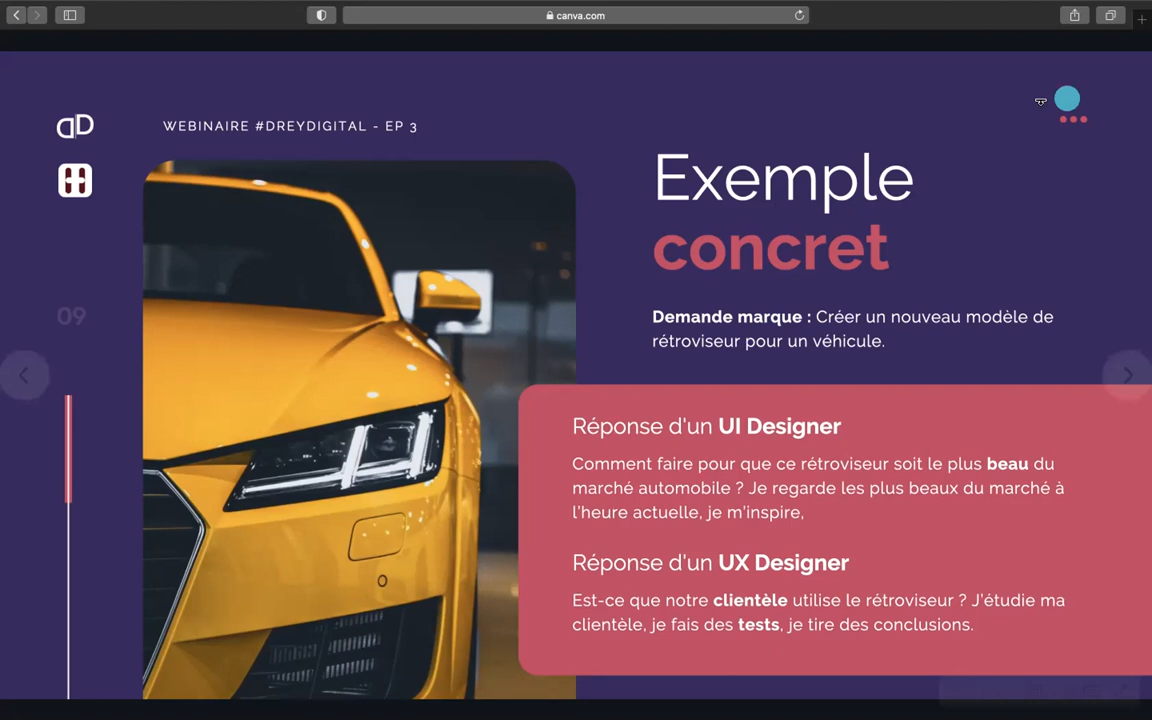 canva.com
WEBINAIRE #DREYDIGITAL - EP 3
Exemple
concret
09
Demande marque : Créer un nouveau modèle de
rétroviseur pour un véhicule.
Réponse d'un UI Designer
Comment faire pour que ce rétroviseur soit le plus beau du
marché automobile ? Je regarde les plus beaux du marché à
l'heure actuelle, je m'inspire,
Réponse d'un UX Designer
Est-ce que notre clientèle utilise le rétroviseur ? J'étudie ma
clientèle, je fais des tests, je tire des conclusions.